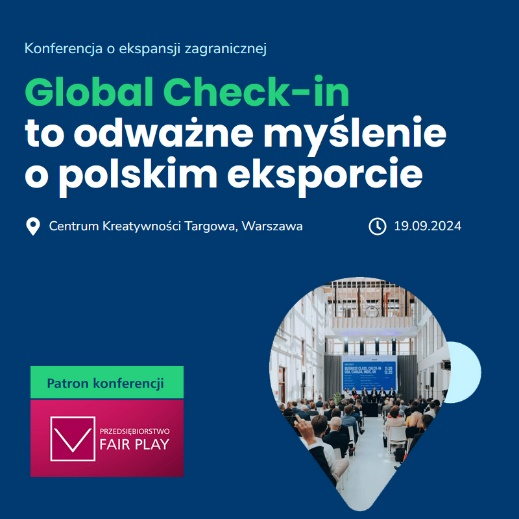 Konferencja o ekspansji zagranicznej
Global Check-in
to odważne myślenie
o polskim eksporcie
Centrum Kreatywności Targowa, Warszawa
19.09.2024
Patron konferencji
PRZEDSIĘBIORSTWO
FAIR PLAY